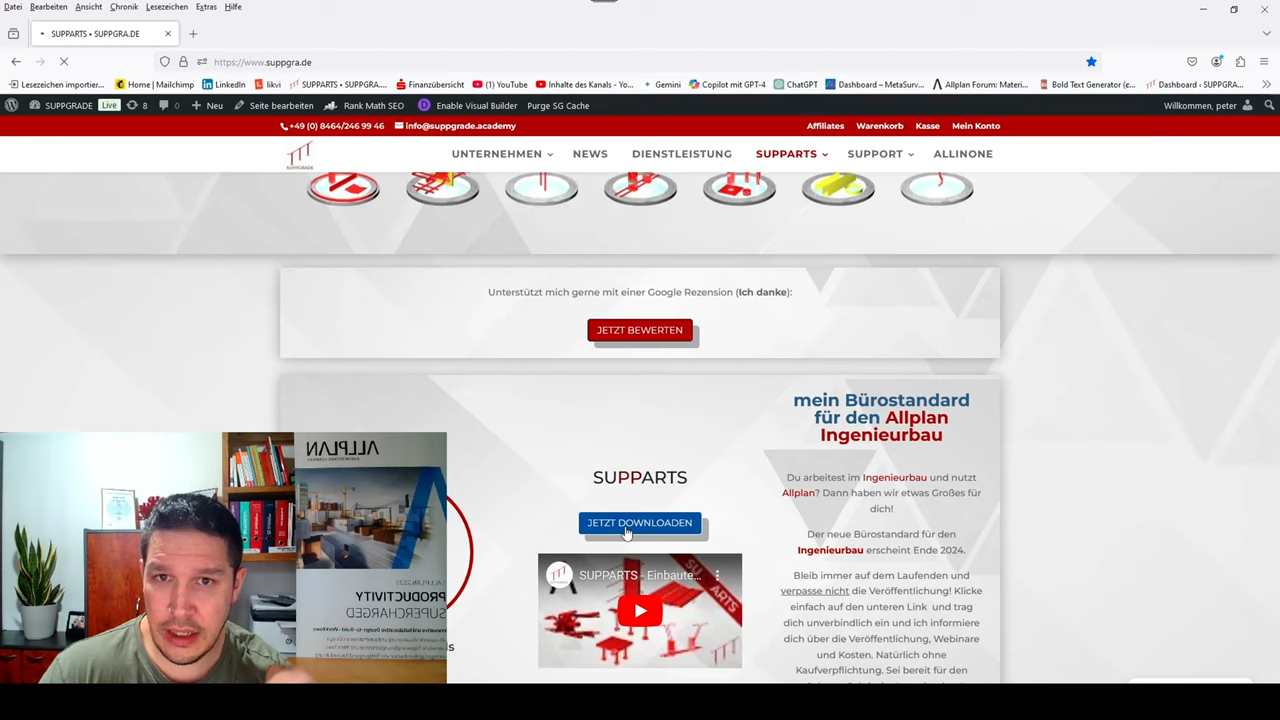 Datei Bearbeiten Ansicht Chronik Lesezeichen Extras Hilfe
SUPPARTS • SUPPGRA.DE
https://www.suppgra.de
Lesezeichen importier... Home | Mailchimp LinkedIn likvi SUPPARTS • SUPPGRA... Finanzübersicht (1) YouTube Inhalte des Kanals – Yo... Gemini Copilot mit GPT-4 ChatGPT Dashboard – MetaSurv... Allplan Forum: Materi... Bold Text Generator (e... Dashboard ‹ SUPPGRA...
SUPPGRADE Live 8 0 Neu Seite bearbeiten Rank Math SEO Enable Visual Builder Purge SG Cache Willkommen, peter
+49 (0) 8464/246 99 46 info@suppgrade.academy Affiliates Warenkorb Kasse Mein Konto
SUPPGRADE
UNTERNEHMEN NEWS DIENSTLEISTUNG SUPPARTS SUPPORT ALLINONE
Unterstützt mich gerne mit einer Google Rezension (Ich danke):
JETZT BEWERTEN
mein Bürostandard
für den Allplan
Ingenieurbau
SUPPARTS
JETZT DOWNLOADEN
SUPPARTS - Einbaute...
Du arbeitest im Ingenieurbau und nutzt
Allplan? Dann haben wir etwas Großes für
dich!
Der neue Bürostandard für den
Ingenieurbau erscheint Ende 2024.
Bleib immer auf dem Laufenden und
verpasse nicht die Veröffentlichung! Klicke
einfach auf den unteren Link und trag
dich unverbindlich ein und ich informiere
dich über die Veröffentlichung, Webinare
und Kosten. Natürlich ohne
Kaufverpflichtung. Sei bereit für den
ALLPLAN
ALLPLAN 2025
PRODUCTIVITY
SUPERCHARGED